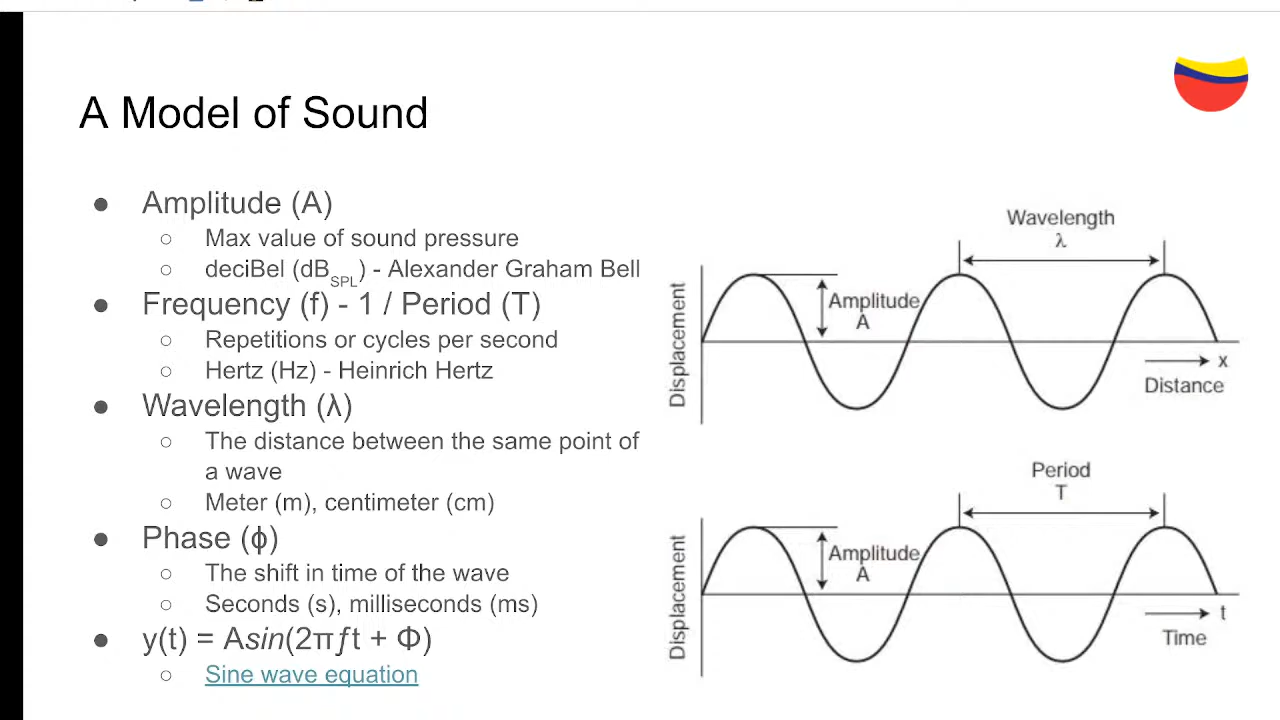 A Model of Sound
● Amplitude (A)
○ Max value of sound pressure
○ deciBel (dBSPL) - Alexander Graham Bell
● Frequency (f) - 1 / Period (T)
○ Repetitions or cycles per second
○ Hertz (Hz) - Heinrich Hertz
● Wavelength (λ)
○ The distance between the same point of
a wave
○ Meter (m), centimeter (cm)
● Phase (ϕ)
○ The shift in time of the wave
○ Seconds (s), milliseconds (ms)
● y(t) = Asin(2πƒt + Φ)
○ Sine wave equation
Wavelength
λ
Displacement
Amplitude
A
x
Distance
Period
T
Displacement
Amplitude
A
t
Time